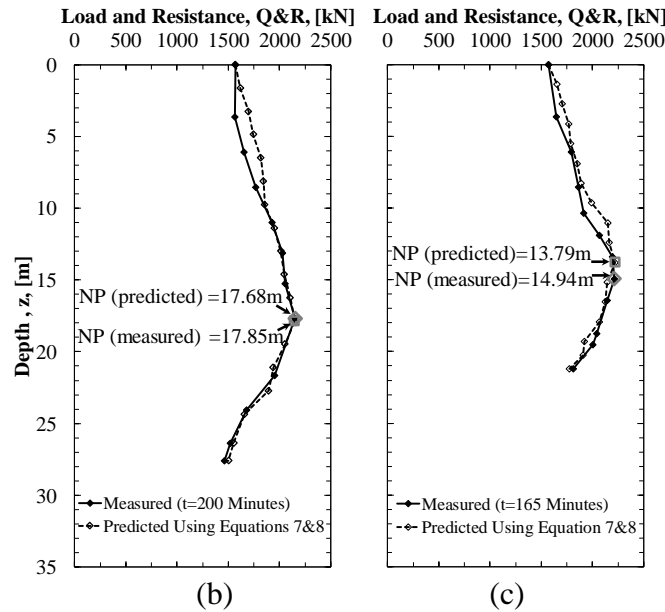 Load and Resistance, Q&R, [kN]
0 500 1000 1500 2000 2500
0
5
10
15
20
25
30
35
Depth , z, [m]
NP (predicted) =17.68m
NP (measured) =17.85m
Measured (t=200 Minutes)
Predicted Using Equations 7&8
(b)
Load and Resistance, Q&R, [kN]
0 500 1000 1500 2000 2500
NP (predicted)=13.79m
NP (measured)=14.94m
Measured (t=165 Minutes)
Predicted Using Equation 7&8
(c)